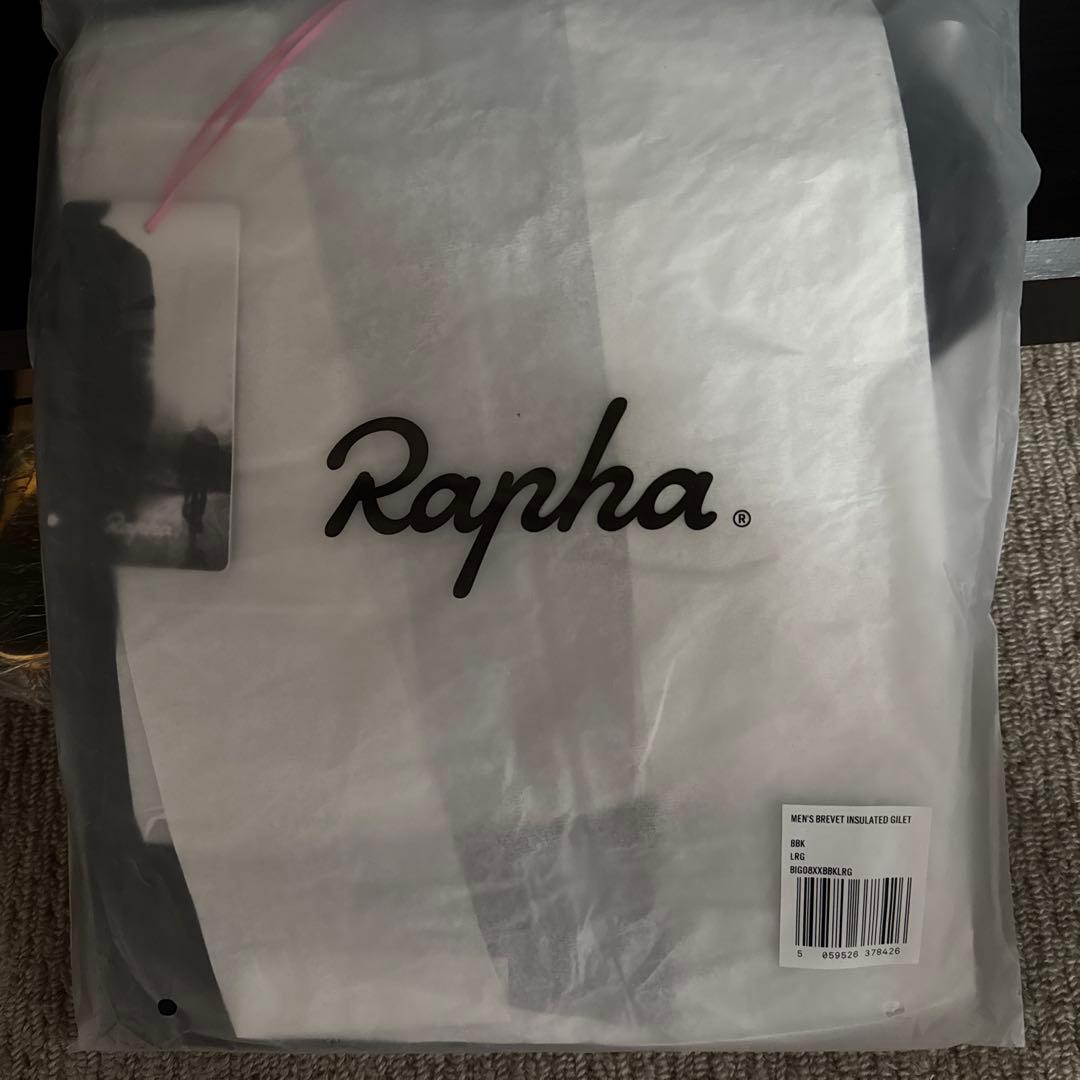 Rapha®
MEN'S BREVET INSULATED GILET
BBK
LRG
BIG08XXBBKLRG
5 059526 378426